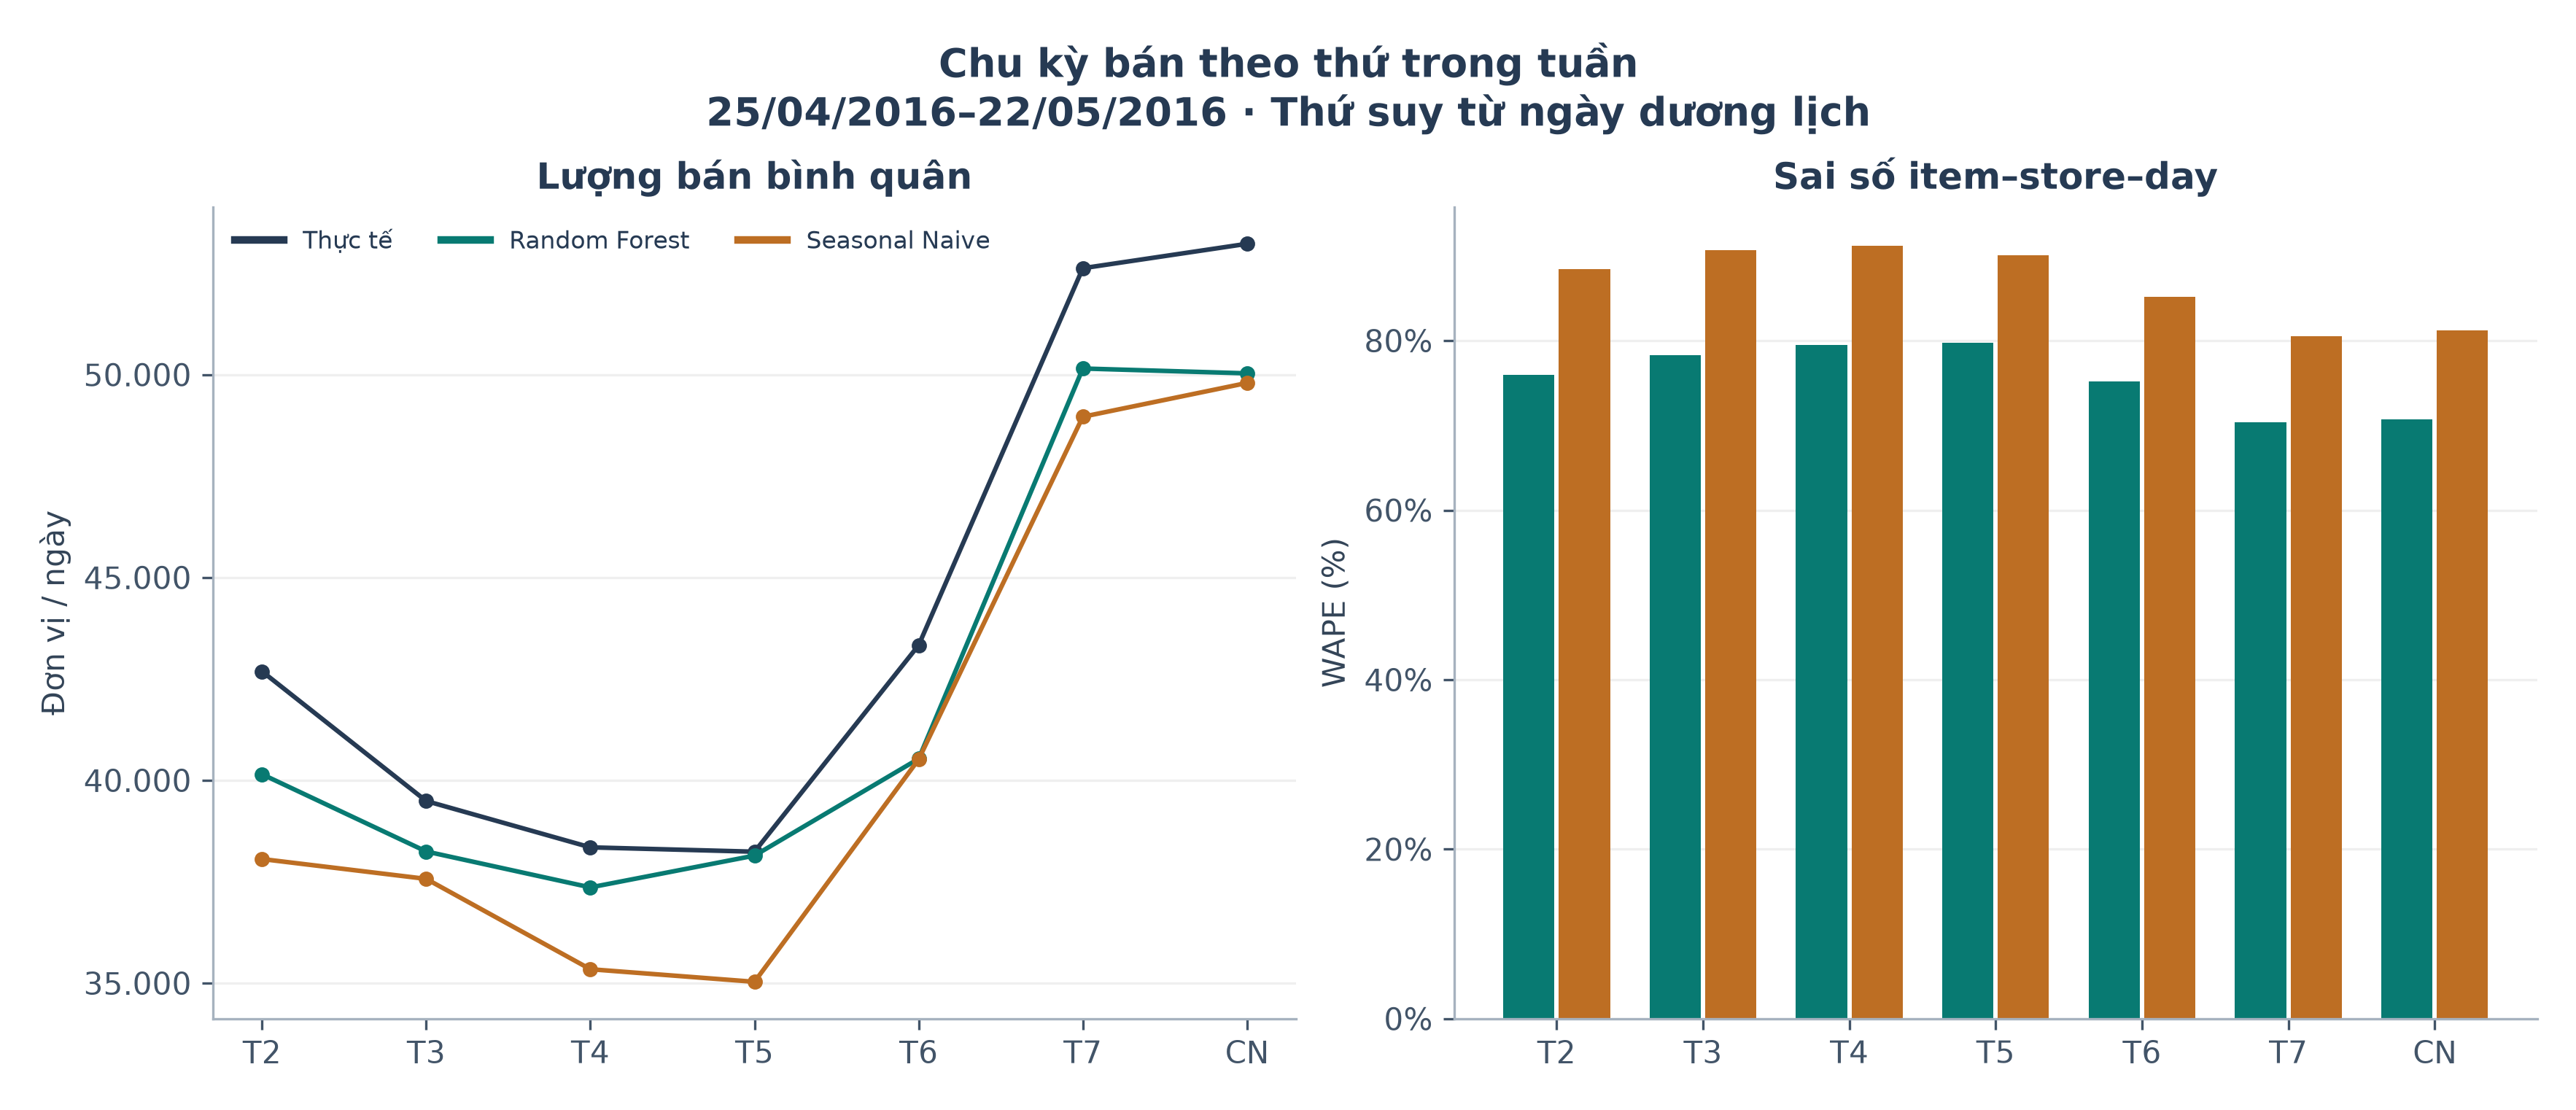 Chu kỳ bán theo thứ trong tuần
25/04/2016–22/05/2016 · Thứ suy từ ngày dương lịch
Lượng bán bình quân
Thực tế
Random Forest
Seasonal Naive
Đơn vị / ngày
50.000
45.000
40.000
35.000
T2
T3
T4
T5
T6
T7
CN
Sai số item–store–day
WAPE (%)
80%
60%
40%
20%
0%
T2
T3
T4
T5
T6
T7
CN